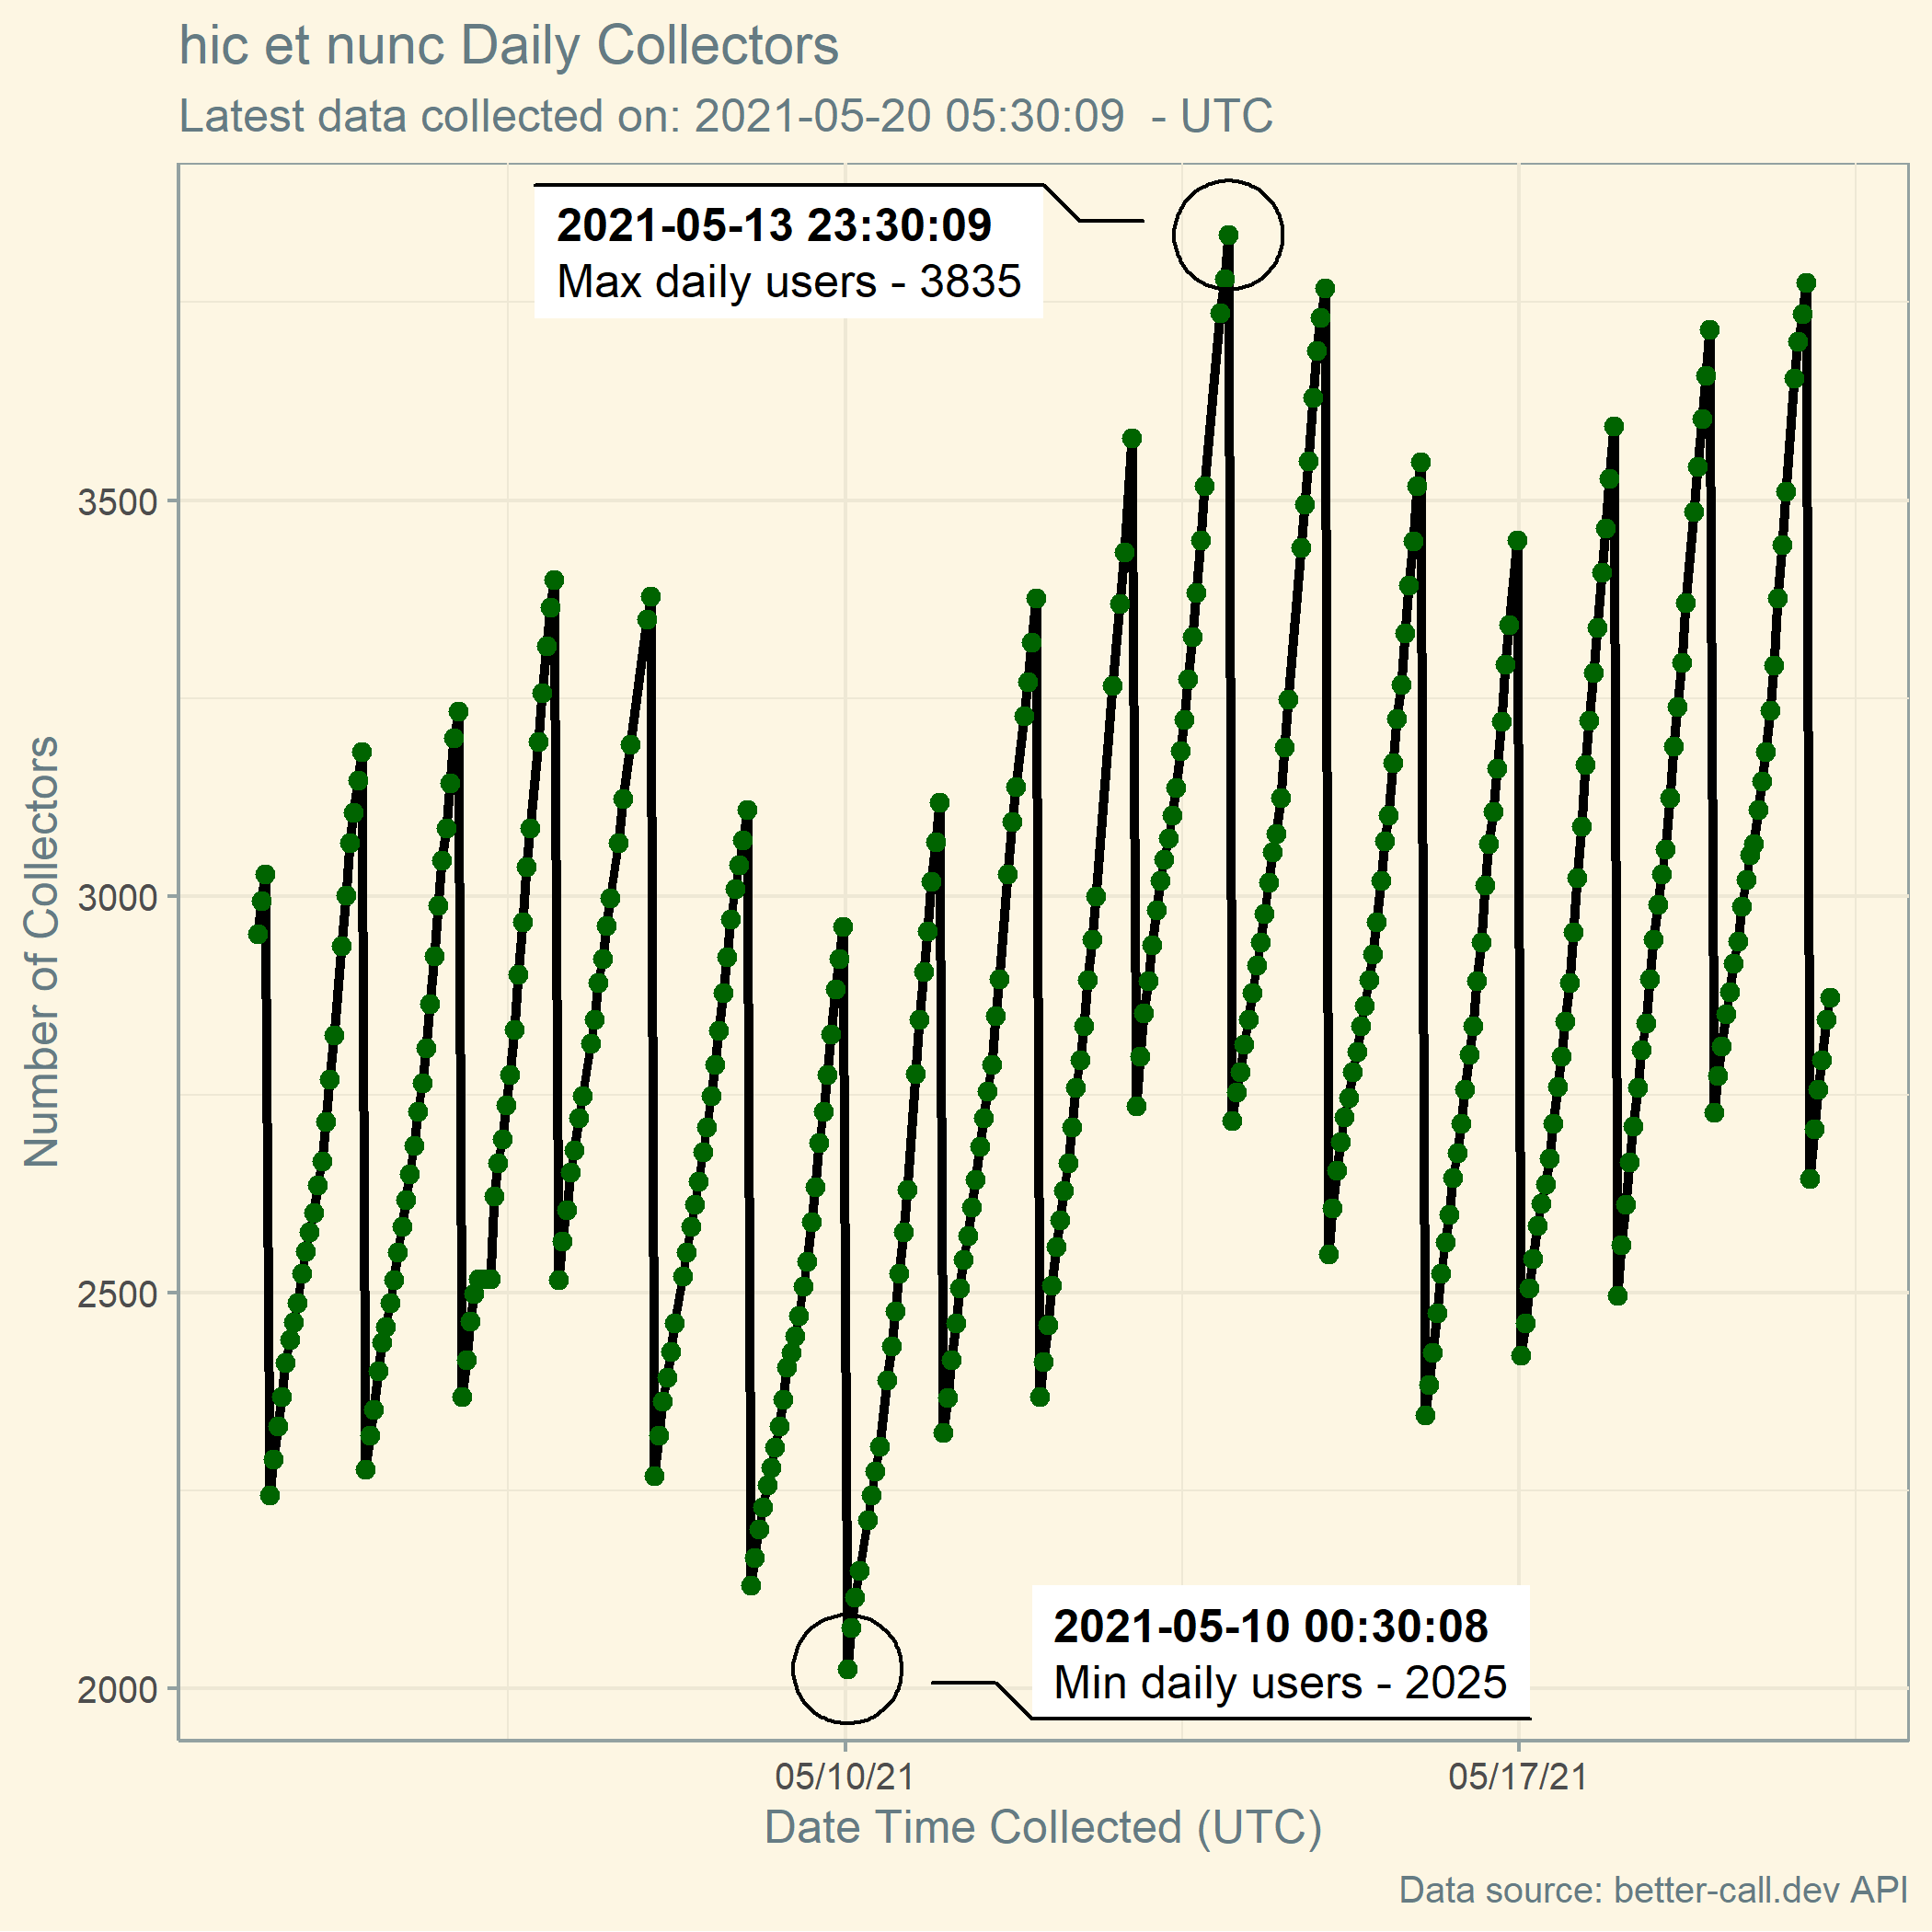 hic et nunc Daily Collectors
Latest data collected on: 2021-05-20 05:30:09  - UTC
2021-05-13 23:30:09
Max daily users - 3835
3500
3000
2500
2000
Number of Collectors
2021-05-10 00:30:08
Min daily users - 2025
05/10/21
05/17/21
Date Time Collected (UTC)
Data source: better-call.dev API